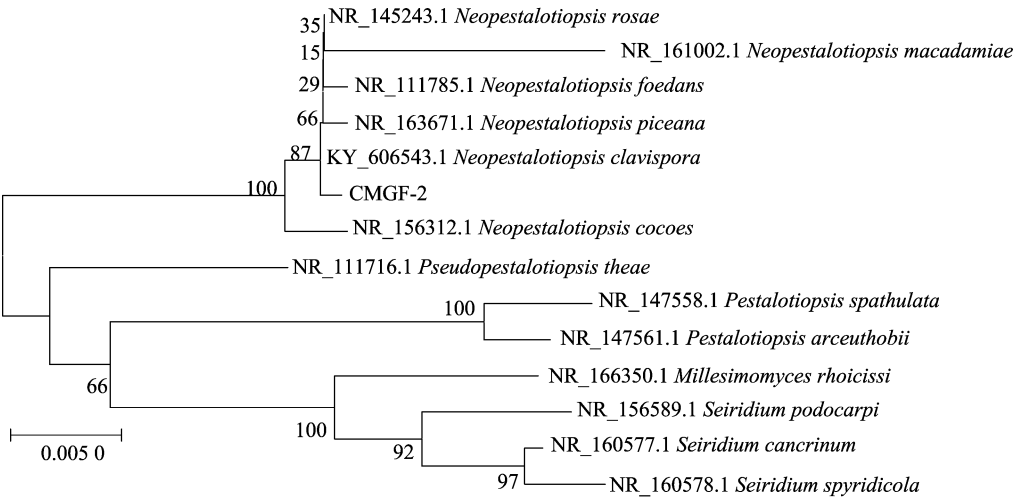 35
NR_145243.1 Neopestalotiopsis rosae
15
NR_161002.1 Neopestalotiopsis macadamiae
29
NR_111785.1 Neopestalotiopsis foedans
66
NR_163671.1 Neopestalotiopsis piceana
87
KY_606543.1 Neopestalotiopsis clavispora
100
CMGF-2
NR_156312.1 Neopestalotiopsis cocoes
NR_111716.1 Pseudopestalotiopsis theae
100
NR_147558.1 Pestalotiopsis spathulata
NR_147561.1 Pestalotiopsis arceuthobii
66
NR_166350.1 Millesimomyces rhoicissi
100
NR_156589.1 Seiridium podocarpi
92
NR_160577.1 Seiridium cancrinum
97
NR_160578.1 Seiridium spyridicola
0.005 0